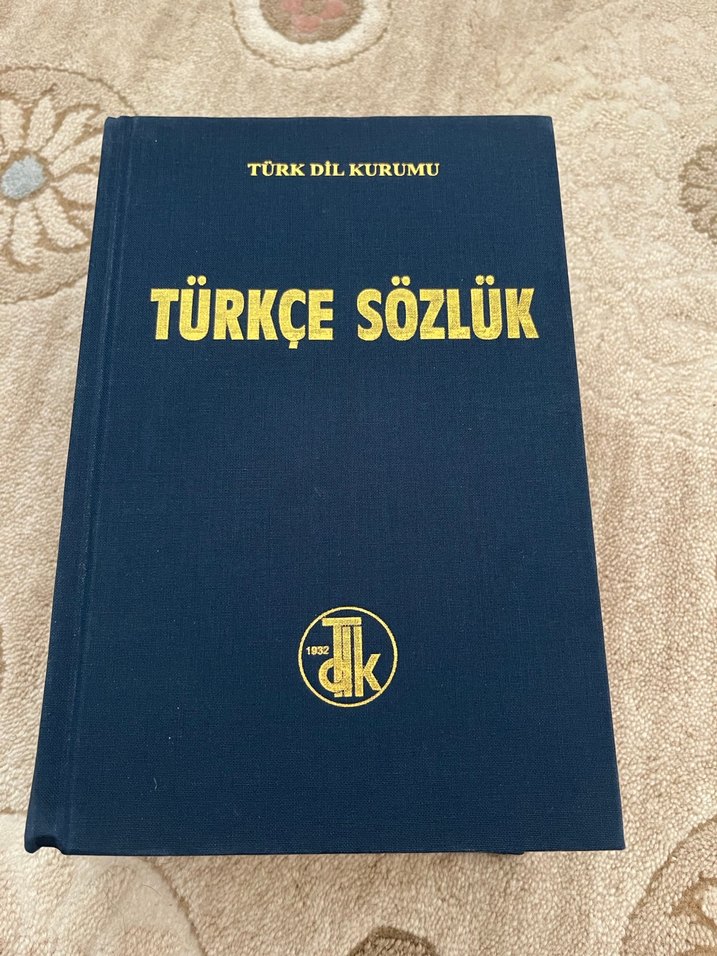 TÜRK DİL KURUMU
TÜRKÇE SÖZLÜK
1932
Tdk